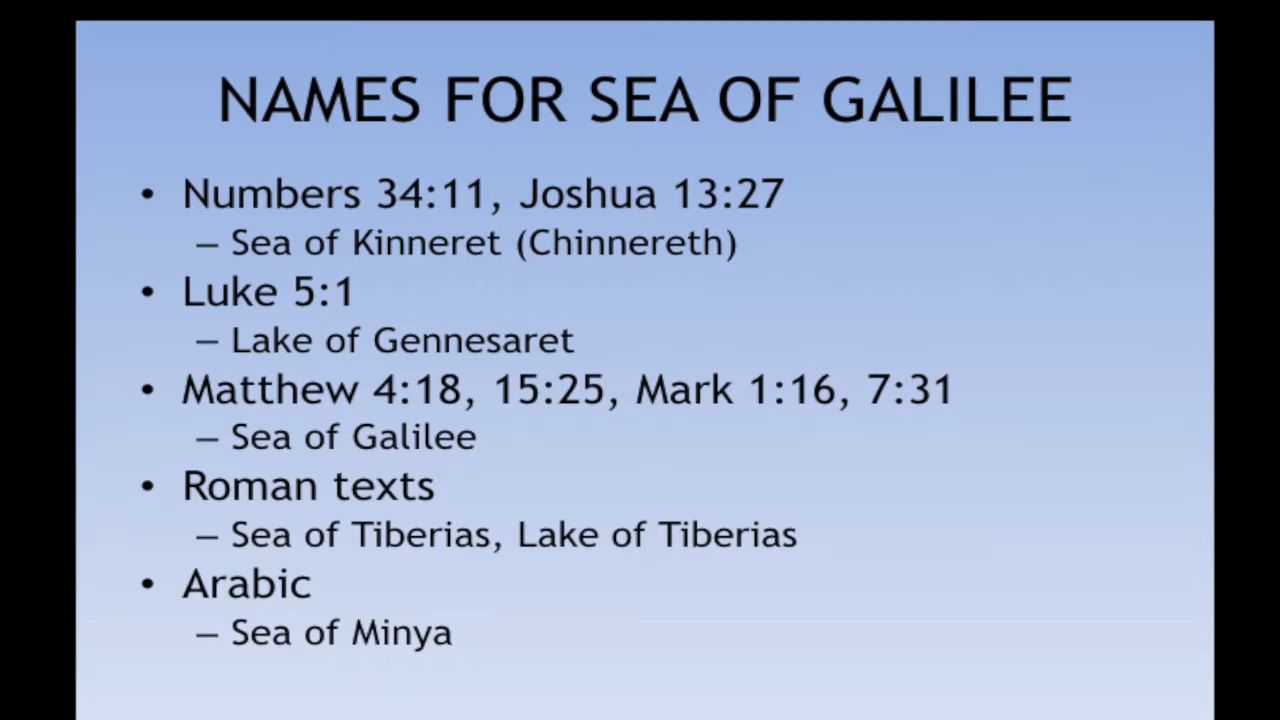 NAMES FOR SEA OF GALILEE
• Numbers 34:11, Joshua 13:27
– Sea of Kinneret (Chinnereth)
• Luke 5:1
– Lake of Gennesaret
• Matthew 4:18, 15:25, Mark 1:16, 7:31
– Sea of Galilee
• Roman texts
– Sea of Tiberias, Lake of Tiberias
• Arabic
– Sea of Minya